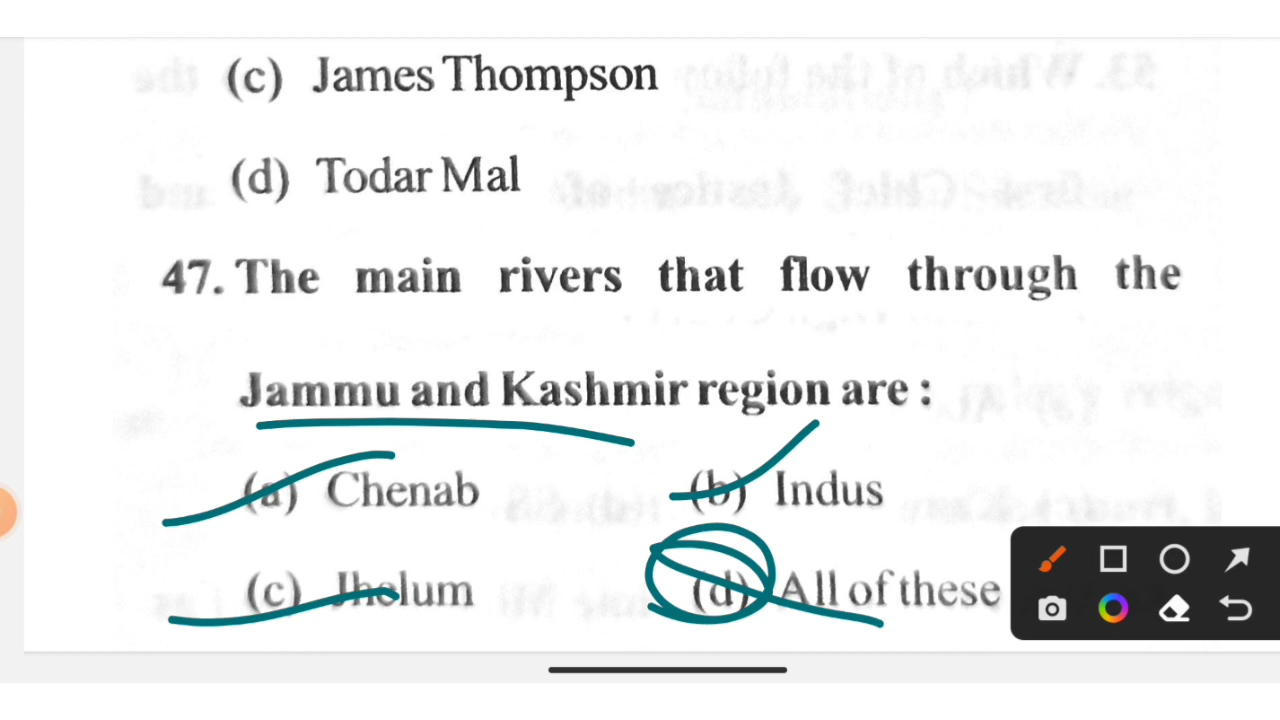 (c) James Thompson
(d) Todar Mal
47. The main rivers that flow through the
Jammu and Kashmir region are :
(a) Chenab (b) Indus
(c) Jhelum (d) All of these